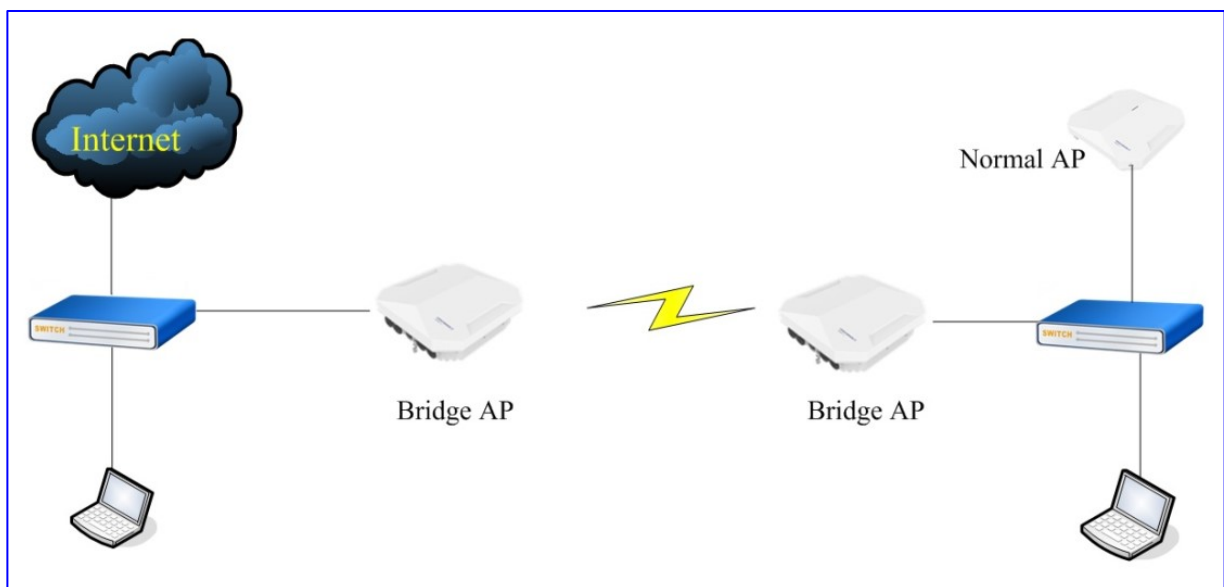 Internet
Normal AP
SWITCH
SWITCH
Bridge AP
Bridge AP